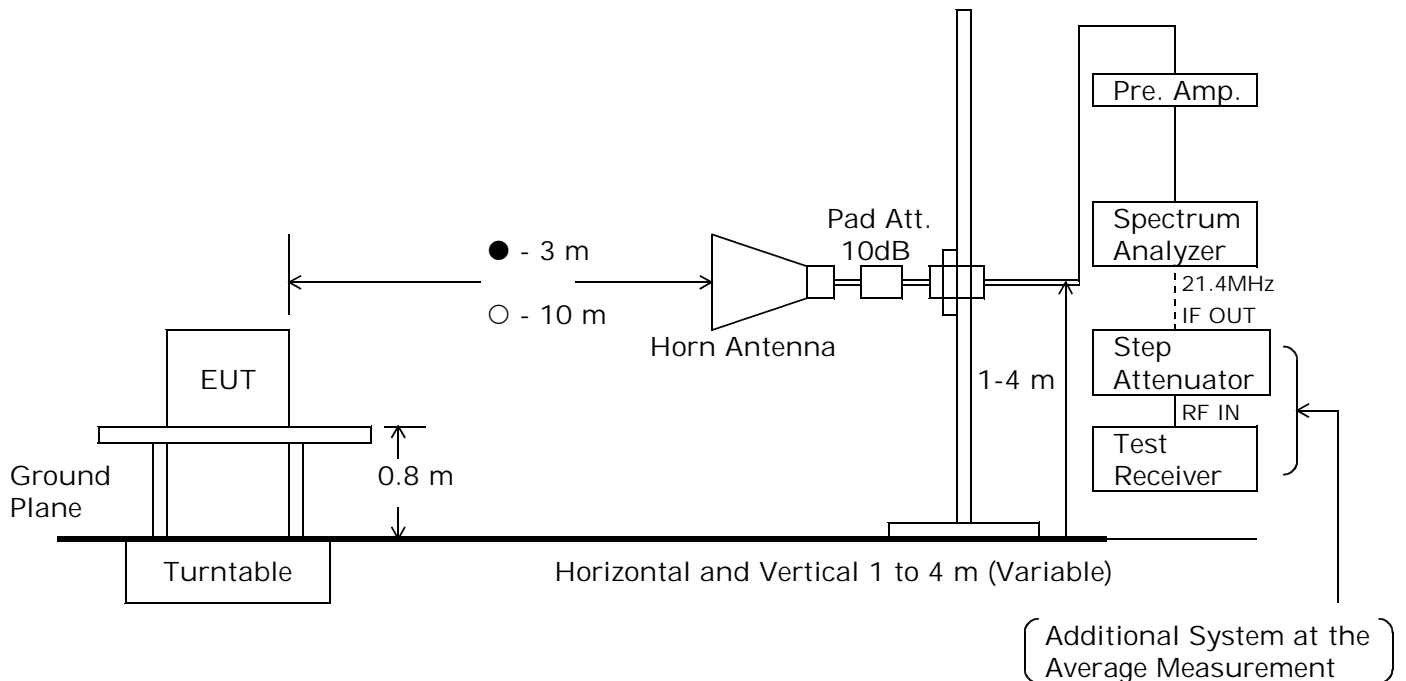 Pre. Amp.
Pad Att.
10dB
Spectrum
Analyzer
● - 3 m
○ - 10 m
21.4MHz
IF OUT
Horn Antenna
Step
Attenuator
EUT
1-4 m
RF IN
Test
Receiver
Ground
Plane
0.8 m
Turntable
Horizontal and Vertical 1 to 4 m (Variable)
Additional System at the
Average Measurement